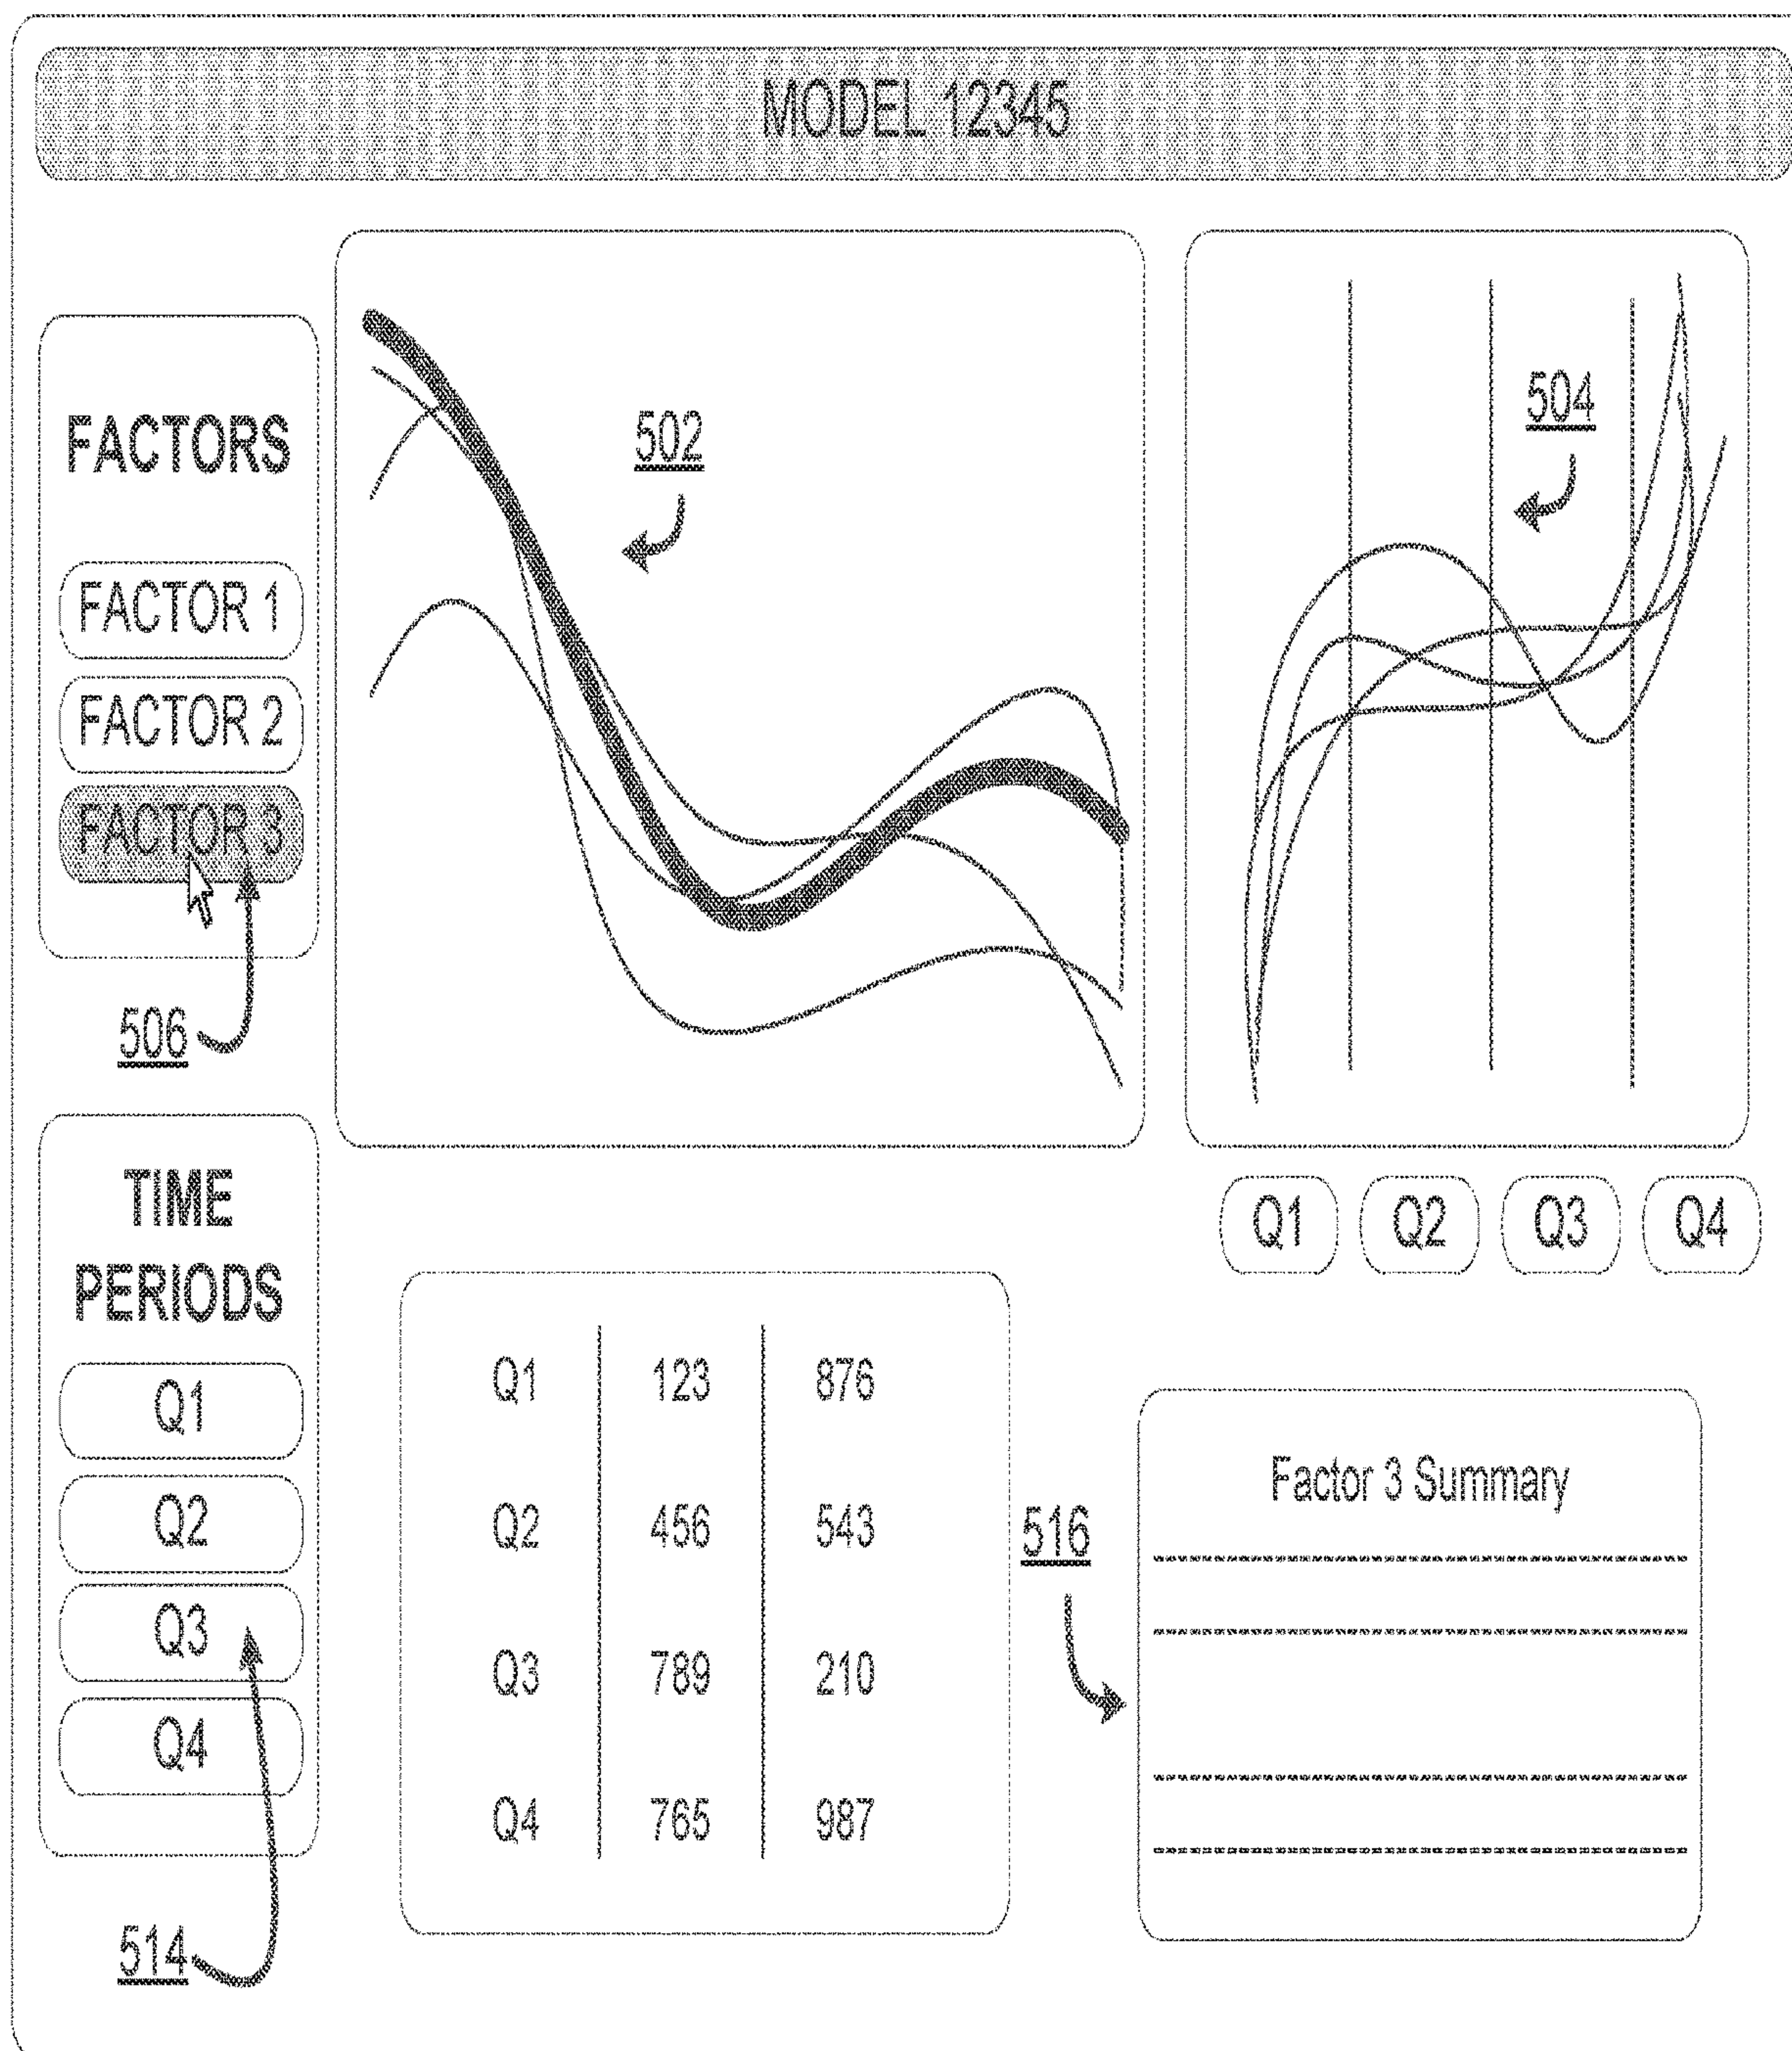 MODEL 12345
FACTORS
FACTOR 1
FACTOR 2
FACTOR 3
506
502
504
Q1 Q2 Q3 Q4
TIME
PERIODS
Q1
Q2
Q3
Q4
514
Q1 123 876
Q2 456 543
Q3 789 210
Q4 765 987
516
Factor 3 Summary